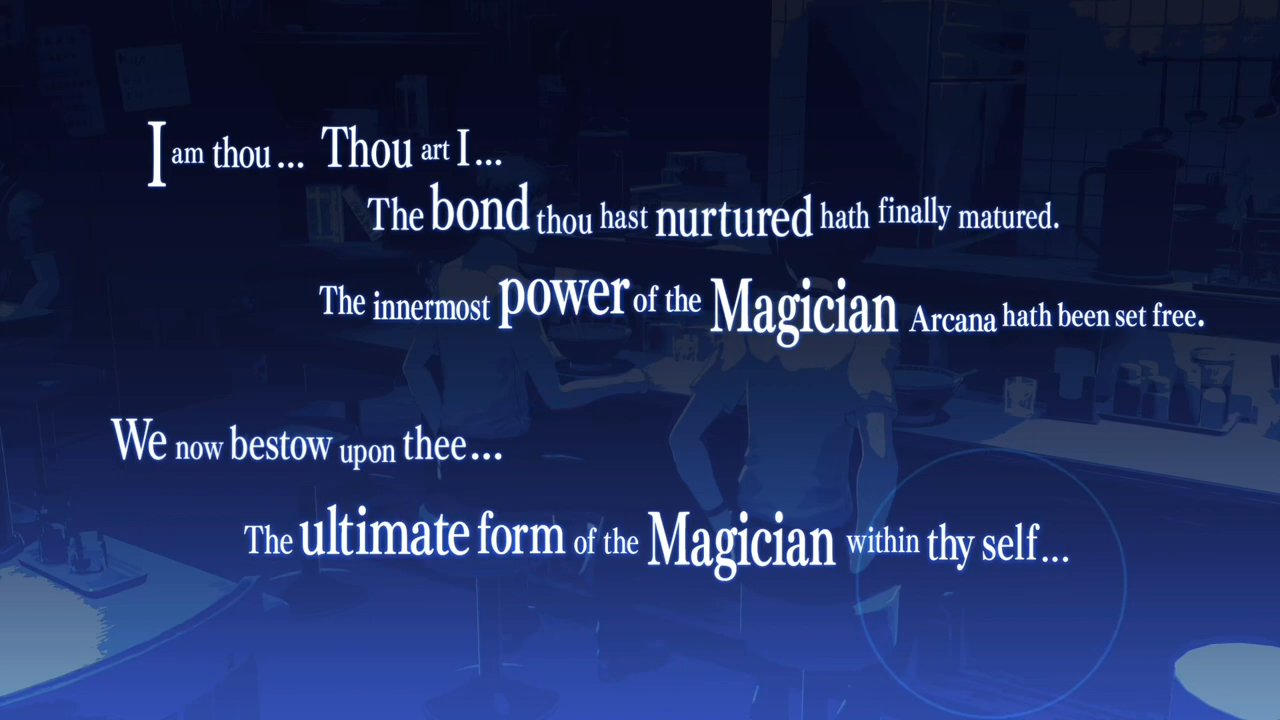 I am thou... Thou art I...
The bond thou hast nurtured hath finally matured.
The innermost power of the Magician Arcana hath been set free.
We now bestow upon thee...
The ultimate form of the Magician within thy self...